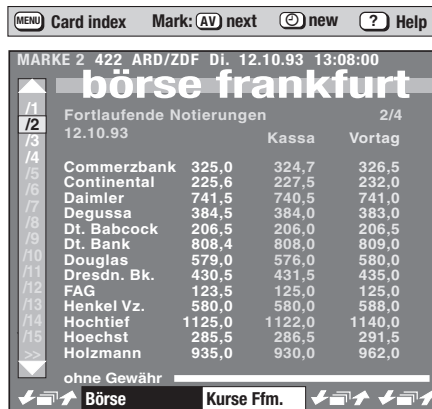 MENU Card index Mark: AV next new ? Help
MARKE 2 422 ARD/ZDF Di. 12.10.93 13:08:00
börse frankfurt
/1 Fortlaufende Notierungen 2/4
/2 12.10.93 Kassa Vortag
/3
/4
/5 Commerzbank 325,0 324,7 326,5
/6 Continental 225,6 227,5 232,0
/7 Daimler 741,5 740,5 741,0
/8 Degussa 384,5 384,0 383,0
/9 Dt. Babcock 206,5 206,0 206,5
/10 Dt. Bank 808,4 808,0 809,0
/11 Douglas 579,0 576,0 580,0
/12 Dresdn. Bk. 430,5 431,5 435,0
/13 FAG 123,5 125,0 125,0
/14 Henkel Vz. 580,0 580,0 588,0
/15 Hochtief 1125,0 1122,0 1140,0
>> Hoechst 285,5 286,5 291,5
Holzmann 935,0 930,0 962,0
ohne Gewähr
Börse Kurse Ffm.